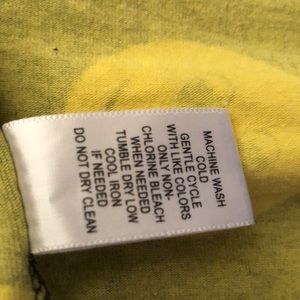 MACHINE WASH
COLD
GENTLE CYCLE
WITH LIKE COLORS
ONLY NON-
CHLORINE BLEACH
WHEN NEEDED
TUMBLE DRY LOW
COOL IRON
IF NEEDED
DO NOT DRY CLEAN